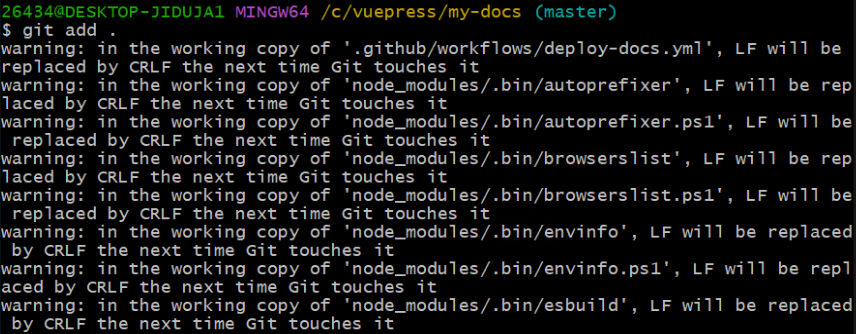 26434@DESKTOP-JIDUJA1 MINGW64 /c/vuepress/my-docs (master)
$ git add .
warning: in the working copy of '.github/workflows/deploy-docs.yml', LF will be
replaced by CRLF the next time Git touches it
warning: in the working copy of 'node_modules/.bin/autoprefixer', LF will be rep
laced by CRLF the next time Git touches it
warning: in the working copy of 'node_modules/.bin/autoprefixer.ps1', LF will be
 replaced by CRLF the next time Git touches it
warning: in the working copy of 'node_modules/.bin/browserslist', LF will be rep
laced by CRLF the next time Git touches it
warning: in the working copy of 'node_modules/.bin/browserslist.ps1', LF will be
 replaced by CRLF the next time Git touches it
warning: in the working copy of 'node_modules/.bin/envinfo', LF will be replaced
 by CRLF the next time Git touches it
warning: in the working copy of 'node_modules/.bin/envinfo.ps1', LF will be repl
aced by CRLF the next time Git touches it
warning: in the working copy of 'node_modules/.bin/esbuild', LF will be replaced
 by CRLF the next time Git touches it